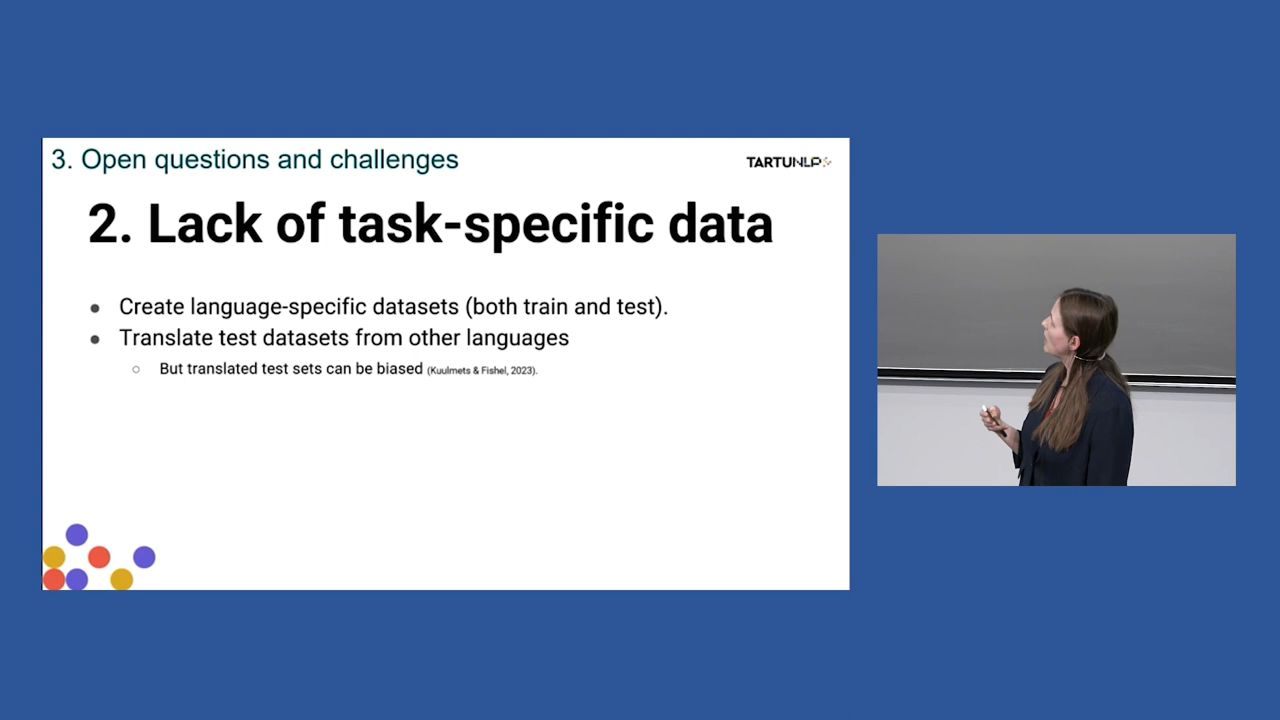 3. Open questions and challenges
TARTUNLP
2. Lack of task-specific data
Create language-specific datasets (both train and test).
Translate test datasets from other languages
But translated test sets can be biased (Kuulmets & Fishel, 2023).